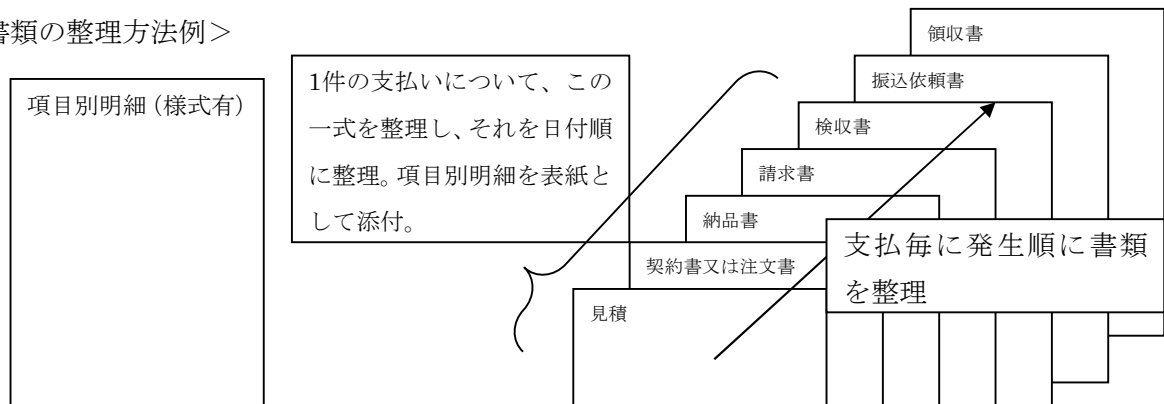 書類の整理方法例＞
項目別明細（様式有）
1件の支払いについて、この
一式を整理し、それを日付順
に整理。項目別明細を表紙と
して添付。
領収書
振込依頼書
検収書
請求書
納品書
契約書又は注文書
見積
支払毎に発生順に書類
を整理